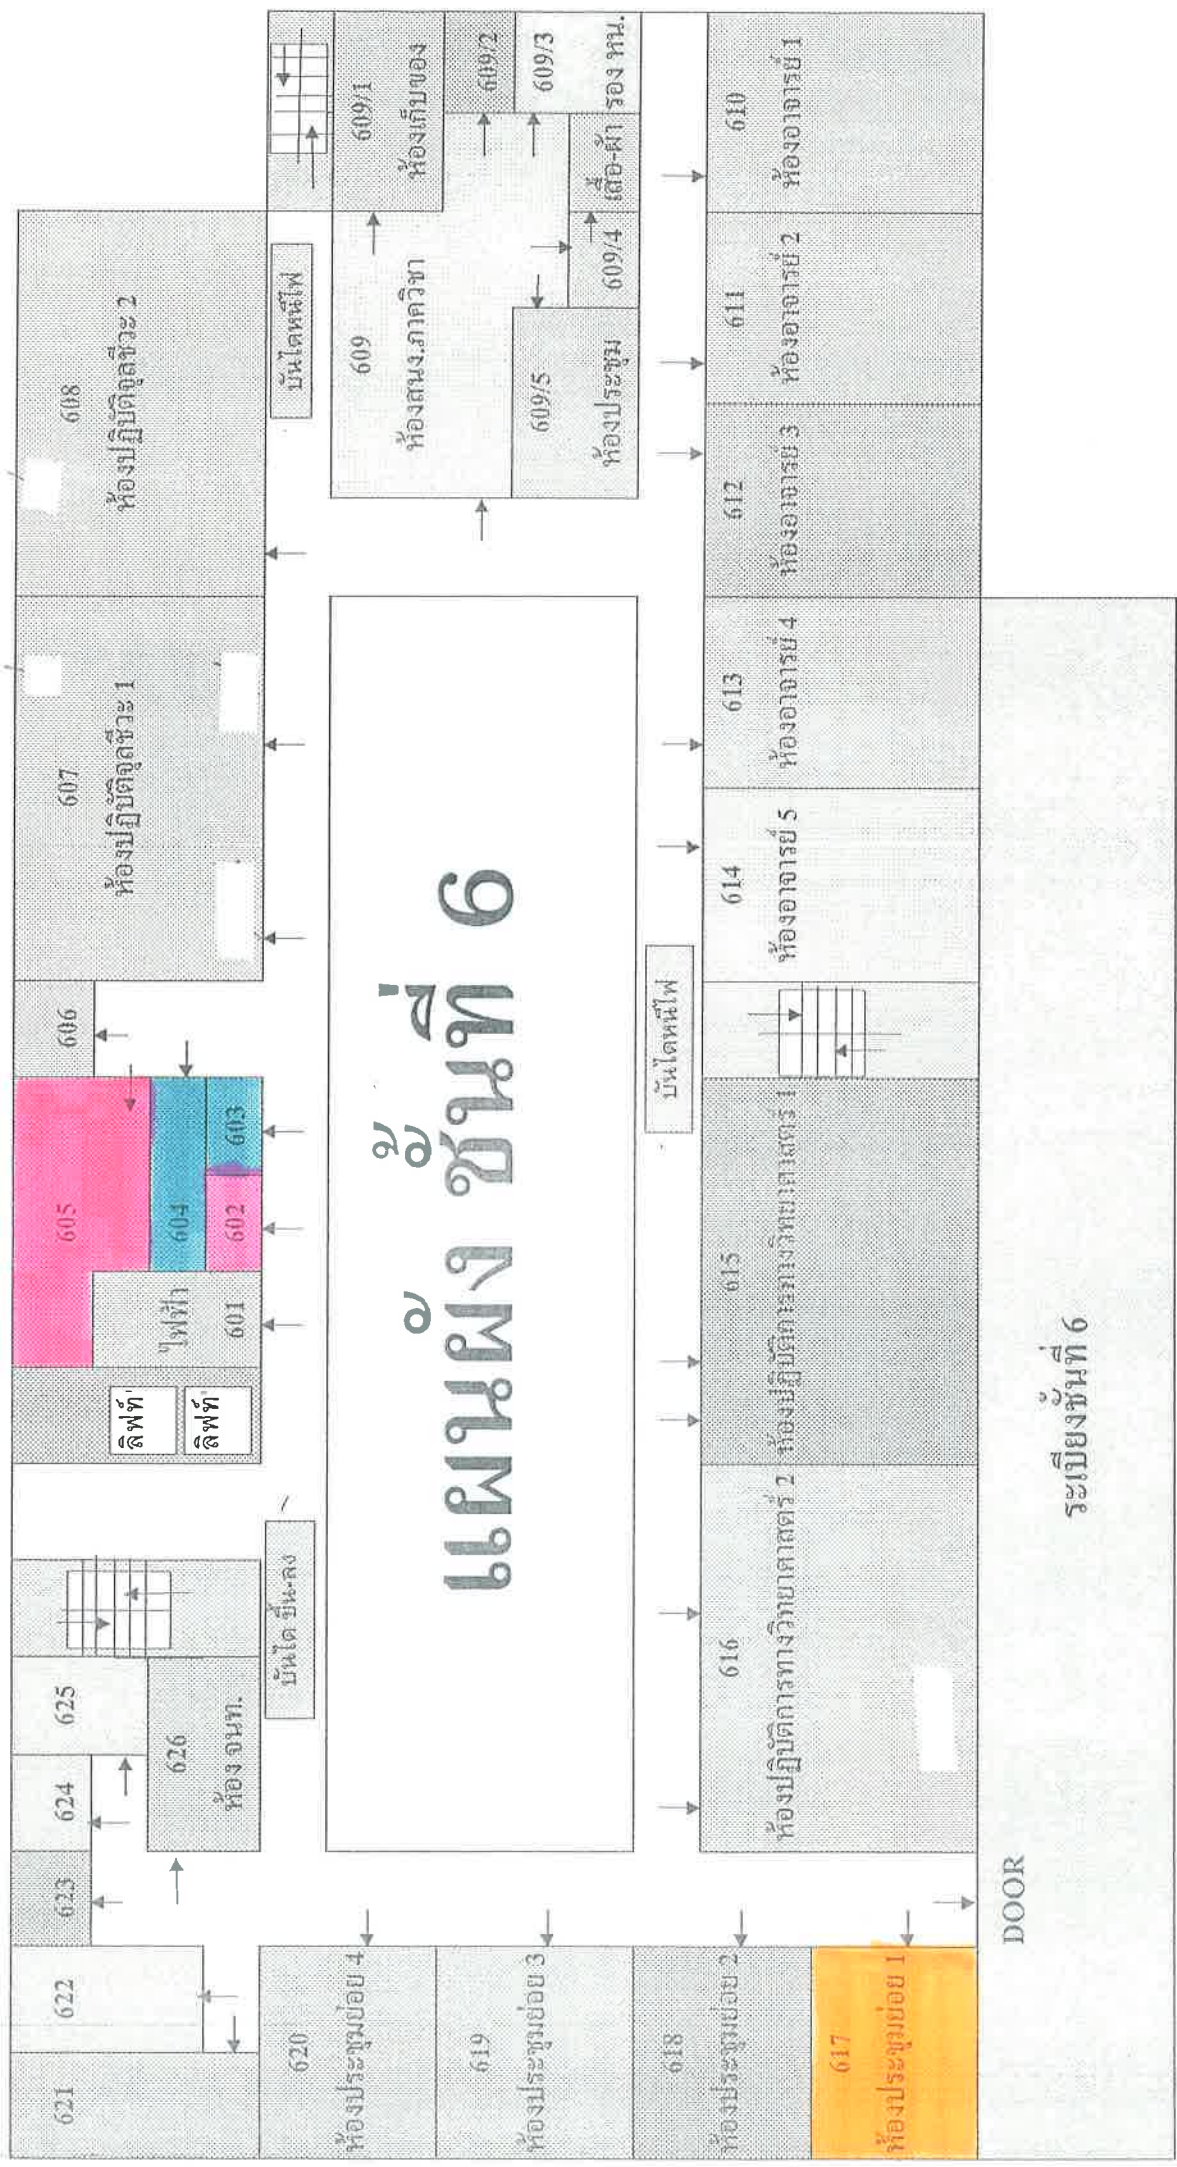 แผนผัง ชั้นที่ 6
621
622
623
624
625
626
ห้อง จนท.
บันได ขึ้น-ลง
ลิฟท์
ลิฟท์
ไฟฟ้า
601
602
603
604
605
606
607
ห้องปฏิบัติจุลชีวะ 1
608
ห้องปฏิบัติจุลชีวะ 2
บันไดหนีไฟ
620
ห้องประชุมย่อย 4
619
ห้องประชุมย่อย 3
618
ห้องประชุมย่อย 2
617
ห้องประชุมย่อย 1
609
ห้องสนง.ภาควิชา
609/1
ห้องเก็บของ
609/2
609/3
รอง หน.
เสื้อ-ผ้า
609/4
609/5
ห้องประชุม
บันไดหนีไฟ
616
ห้องปฏิบัติการทางวิทยาศาสตร์ 2
615
ห้องปฏิบัติการทางวิทยาศาสตร์ 1
614
ห้องอาจารย์ 5
613
ห้องอาจารย์ 4
612
ห้องอาจารย์ 3
611
ห้องอาจารย์ 2
610
ห้องอาจารย์ 1
DOOR
ระเบียงชั้นที่ 6